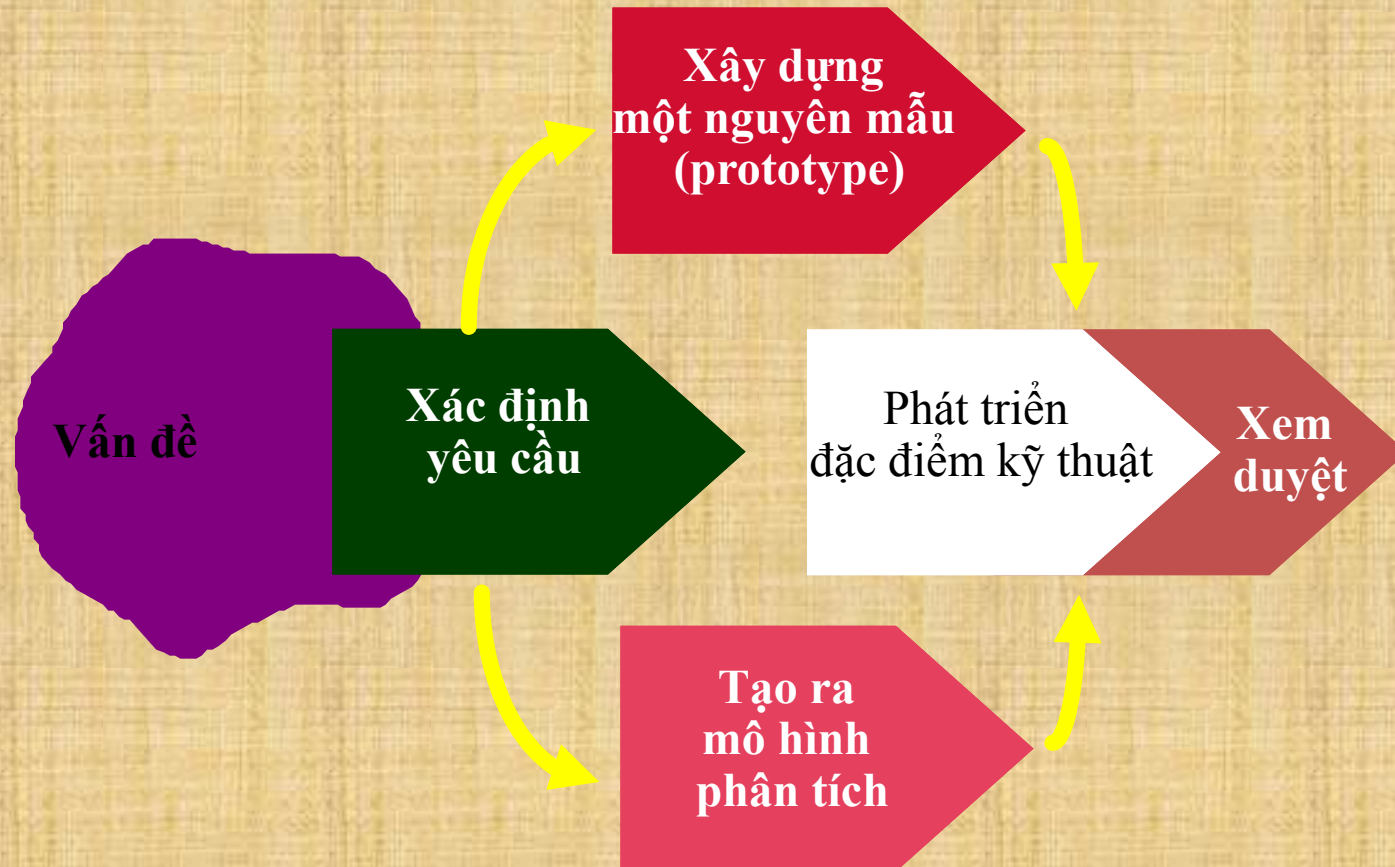 Xây dựng
một nguyên mẫu
(prototype)
Vấn đề
Xác định
yêu cầu
Phát triển
đặc điểm kỹ thuật
Xem
duyệt
Tạo ra
mô hình
phân tích